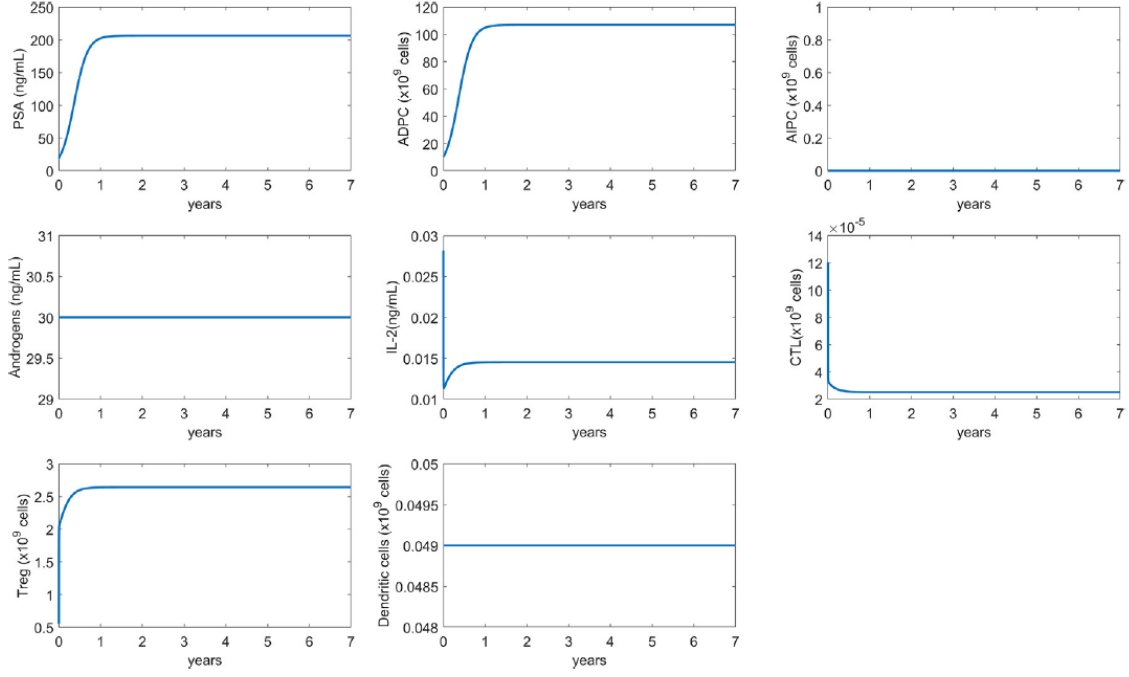 PSA (ng/mL)
250
200
150
100
50
0
0 1 2 3 4 5 6 7
years
ADPC (x10⁹ cells)
120
100
80
60
40
20
0
0 1 2 3 4 5 6 7
years
AIPC (x10⁹ cells)
1
0.8
0.6
0.4
0.2
0
0 1 2 3 4 5 6 7
years
Androgens (ng/mL)
31
30.5
30
29.5
29
0 1 2 3 4 5 6 7
years
IL-2(ng/mL)
0.03
0.025
0.02
0.015
0.01
0 1 2 3 4 5 6 7
years
CTL(x10⁹ cells)
× 10⁻⁵
14
12
10
8
6
4
2
0 1 2 3 4 5 6 7
years
Treg (x10⁹ cells)
3
2.5
2
1.5
1
0.5
0 1 2 3 4 5 6 7
years
Dendritic cells (x10⁹ cells)
0.05
0.0495
0.049
0.0485
0.048
0 1 2 3 4 5 6 7
years